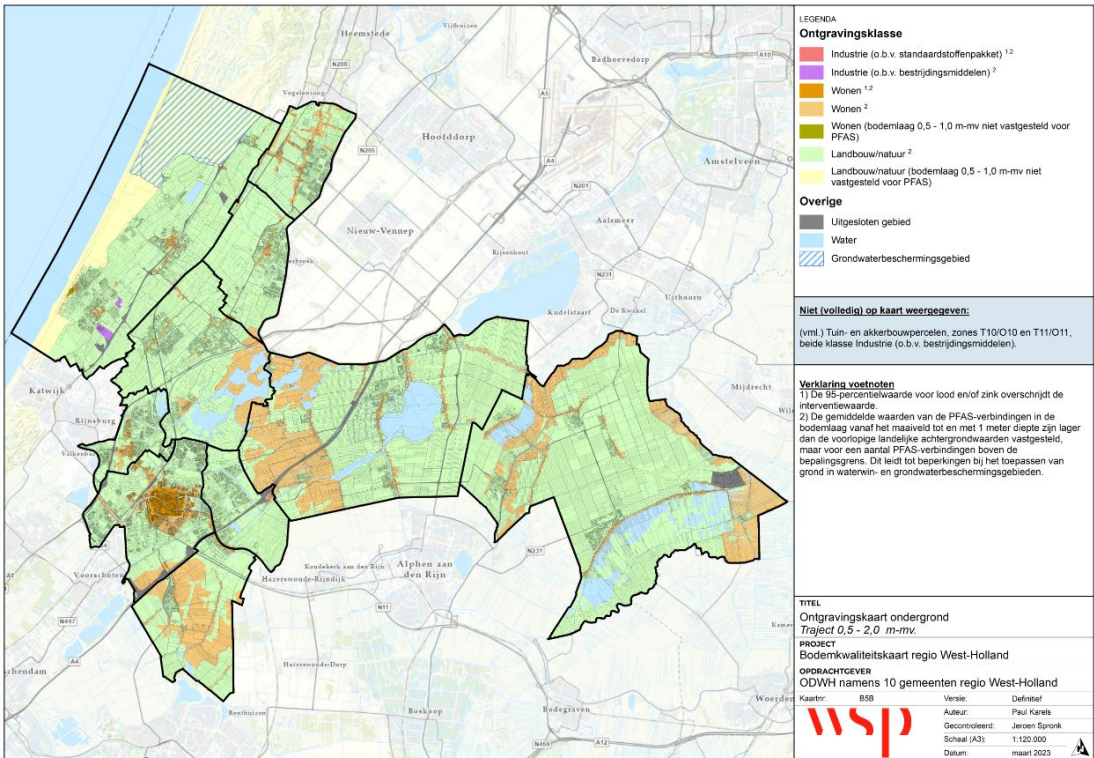 Heemstede
Vijfhuizen
Badhoevedorp
A10
N208
Vogelenzang
A5
Hoofddorp
N205
A4
Amstelveen
N201
Aalsmeer
Nieuw-Vennep
Rijsenhout
N231
Uithoorn
Kudelstaart
De Kwakel
Mijdrecht
Katwijk
Rijnsburg
Alphen aan
den Rijn
N231
Koudekerk aan den Rijn
Hazerswoude-Rijndijk
Voorschoten
N11
N447
A4
schendam
Hazerswoude-Dorp
Benthuizen
Boskoop
Bodegraven
Woerden
N459
A12
LEGENDA
Ontgravingsklasse
Industrie (o.b.v. standaardstoffenpakket) 1,2
Industrie (o.b.v. bestrijdingsmiddelen) 2
Wonen 1,2
Wonen 2
Wonen (bodemlaag 0,5 - 1,0 m-mv niet vastgesteld voor
PFAS)
Landbouw/natuur 2
Landbouw/natuur (bodemlaag 0,5 - 1,0 m-mv niet
vastgesteld voor PFAS)
Overige
Uitgesloten gebied
Water
Grondwaterbeschermingsgebied
Niet (volledig) op kaart weergegeven:
(vml.) Tuin- en akkerbouwpercelen, zones T10/O10 en T11/O11,
beide klasse Industrie (o.b.v. bestrijdingsmiddelen).
Verklaring voetnoten
1) De 95-percentielwaarde voor lood en/of zink overschrijdt de
interventiewaarde.
2) De gemiddelde waarden van de PFAS-verbindingen in de
bodemlaag vanaf het maaiveld tot en met 1 meter diepte zijn lager
dan de voorlopige landelijke achtergrondwaarden vastgesteld,
maar voor een aantal PFAS-verbindingen boven de
bepalingsgrens. Dit leidt tot beperkingen bij het toepassen van
grond in waterwin- en grondwaterbeschermingsgebieden.
TITEL
Ontgravingskaart ondergrond
Traject 0,5 - 2,0 m-mv.
PROJECT
Bodemkwaliteitskaart regio West-Holland
OPDRACHTGEVER
ODWH namens 10 gemeenten regio West-Holland
Kaartnr: B5B
Versie: Definitief
Auteur: Paul Karels
Gecontroleerd: Jeroen Spronk
Schaal (A3): 1:120.000
Datum: maart 2023
wsp